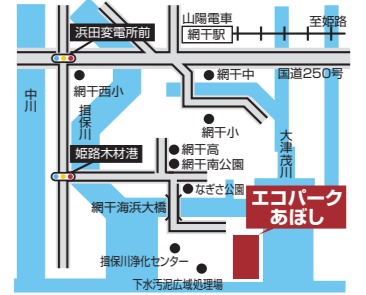 山陽電車
網干駅
至姫路
浜田変電所前
国道250号
網干中
網干西小
中川
揖保川
網干小
大津茂川
姫路木材港
網干高
網干南公園
なぎさ公園
エコパーク
あぼし
網干海浜大橋
揖保川浄化センター
下水汚泥広域処理場